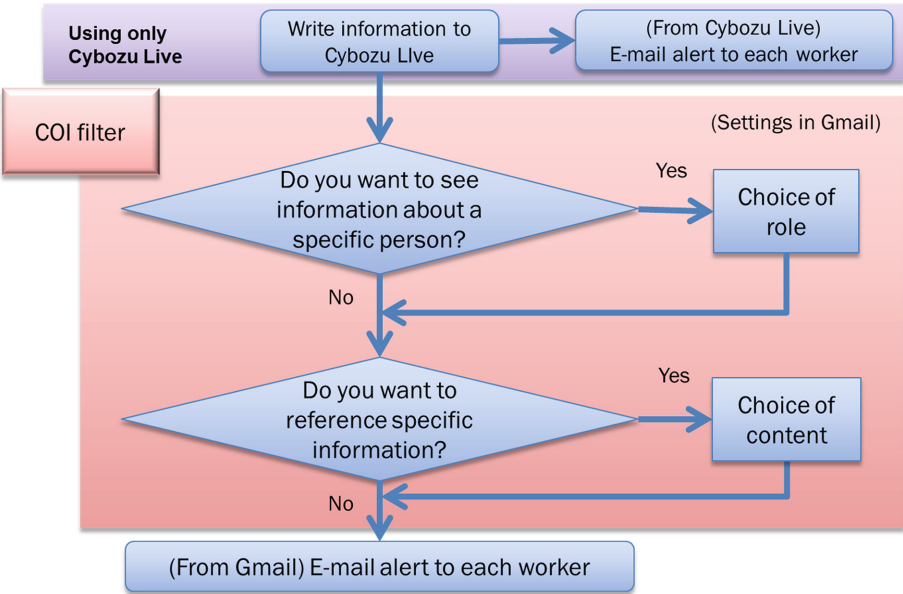 Using only
Cybozu Live
Write information to
Cybozu LIve
(From Cybozu Live)
E-mail alert to each worker
COI filter
(Settings in Gmail)
Do you want to see
information about a
specific person?
Yes
Choice of
role
No
Do you want to
reference specific
information?
Yes
Choice of
content
No
(From Gmail) E-mail alert to each worker